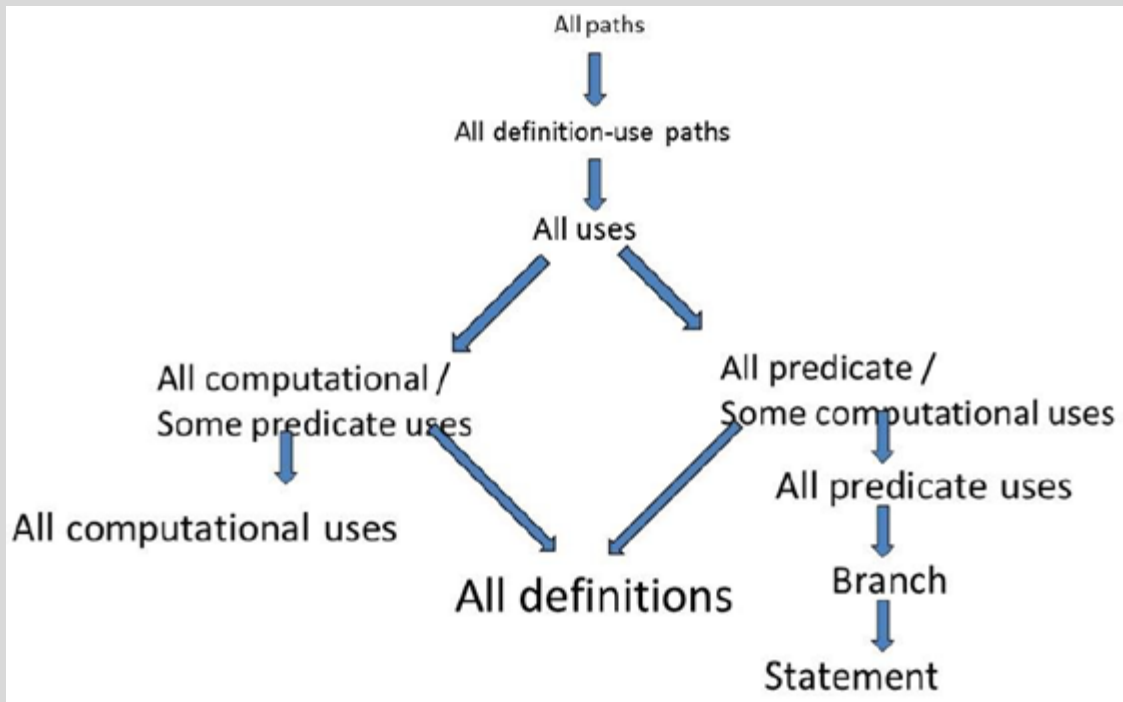 All paths
All definition-use paths
All uses
All computational /
Some predicate uses
All predicate /
Some computational uses
All computational uses
All predicate uses
All definitions
Branch
Statement